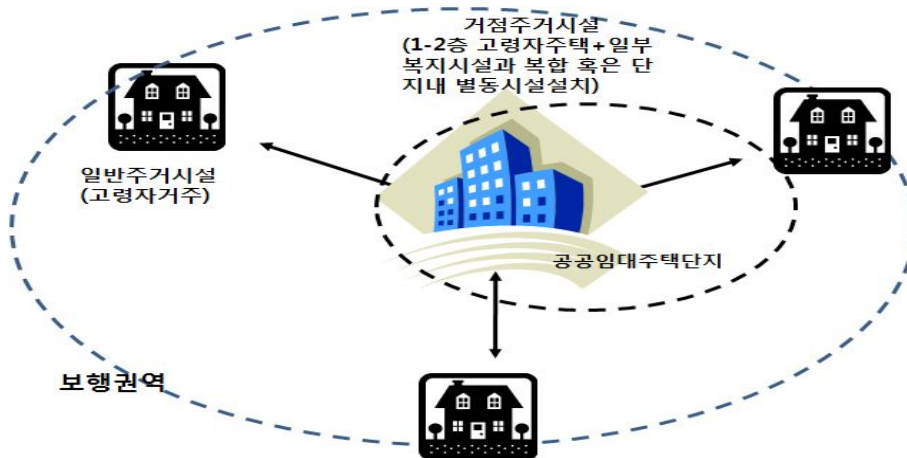 거점주거시설
(1-2층 고령자주택+일부
복지시설과 복합 혹은 단
지내 별동시설설치)
일반주거시설
(고령자거주)
공공임대주택단지
보행권역